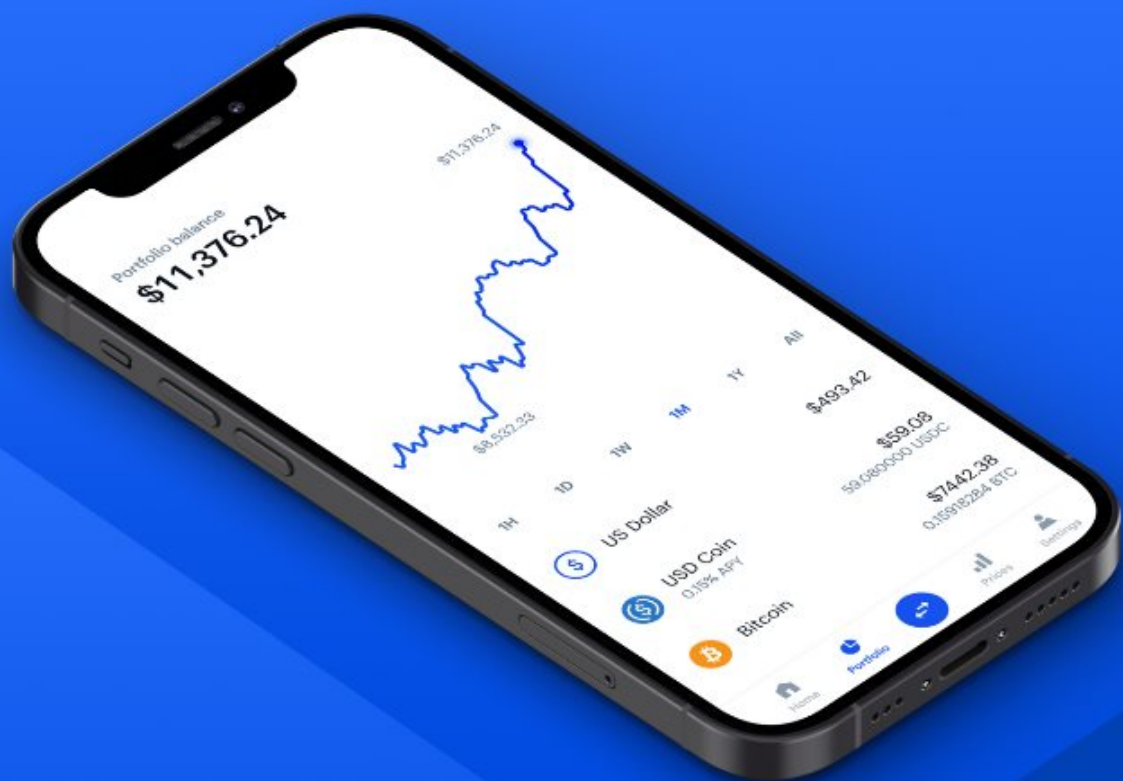 Portfolio balance
$11,376.24
$11,376.24
$8,532.33
1H 1D 1W 1M 1Y All
US Dollar $493.42
USD Coin $59.08
0.15% APY 59.080000 USDC
Bitcoin $7442.38
0.15918284 BTC
Home Portfolio Prices Settings